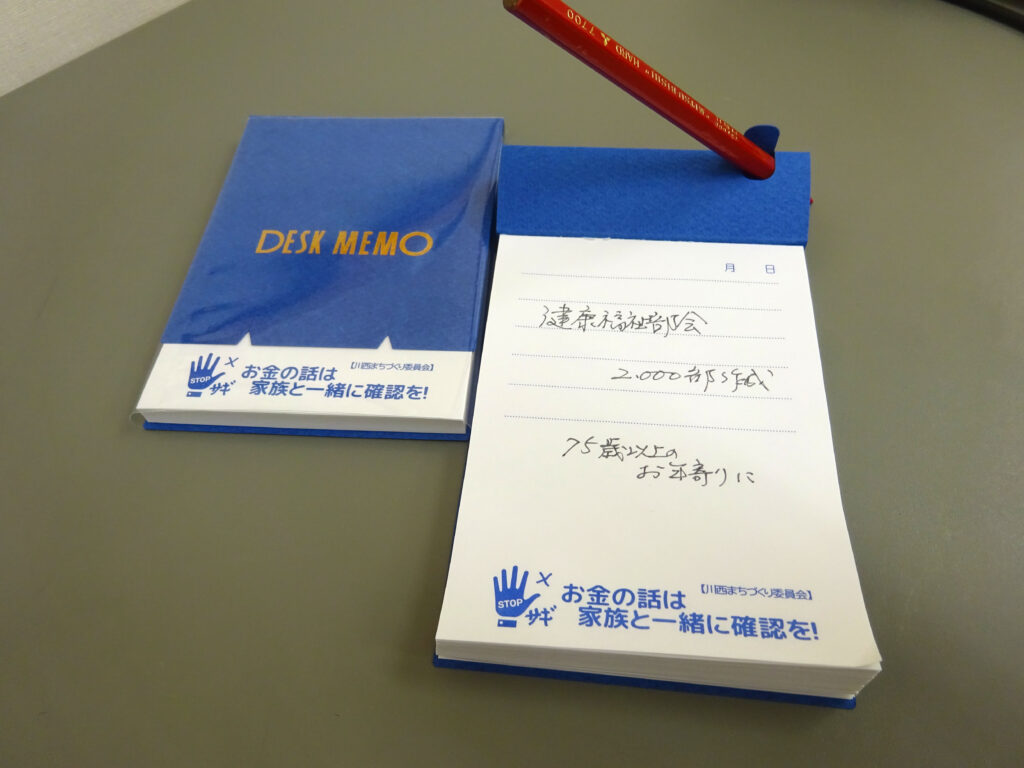 DESK MEMO
STOP
×
サギ
【川西まちづくり委員会】
お金の話は
家族と一緒に確認を!
MITSUBISHI HARD 7700
月 日
健康福祉部会
2,000部作成
75歳以上の
お年寄りに
STOP
×
サギ
【川西まちづくり委員会】
お金の話は
家族と一緒に確認を!